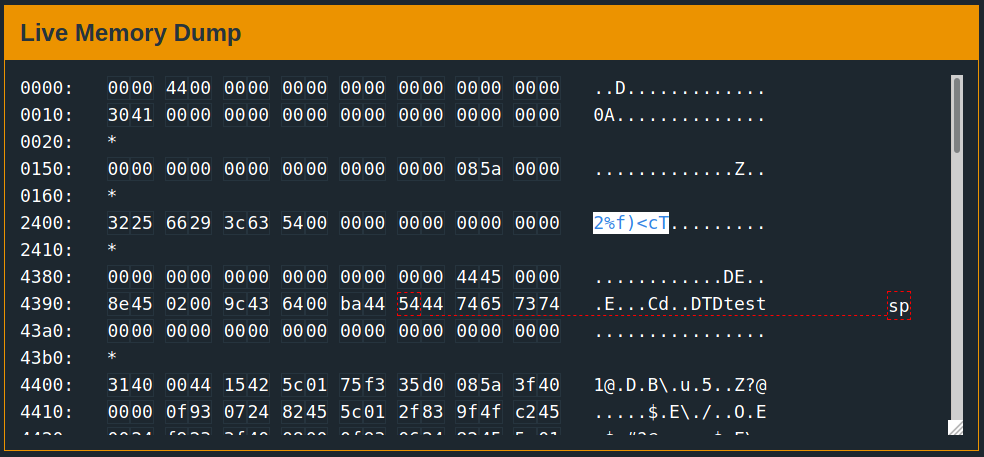 Live Memory Dump
0000: 0000 4400 0000 0000 0000 0000 0000 0000 ..D.............
0010: 3041 0000 0000 0000 0000 0000 0000 0000 0A..............
0020: *
0150: 0000 0000 0000 0000 0000 0000 085a 0000 .............Z..
0160: *
2400: 3225 6629 3c63 5400 0000 0000 0000 0000 2%f)<cT.........
2410: *
4380: 0000 0000 0000 0000 0000 0000 4445 0000 ............DE..
4390: 8e45 0200 9c43 6400 ba44 5444 7465 7374 .E...Cd..DTDtest sp
43a0: 0000 0000 0000 0000 0000 0000 0000 0000 ................
43b0: *
4400: 3140 0044 1542 5c01 75f3 35d0 085a 3f40 1@.D.B\.u.5..Z?@
4410: 0000 0f93 0724 8245 5c01 2f83 9f4f c245 .....$.E\./..O.E